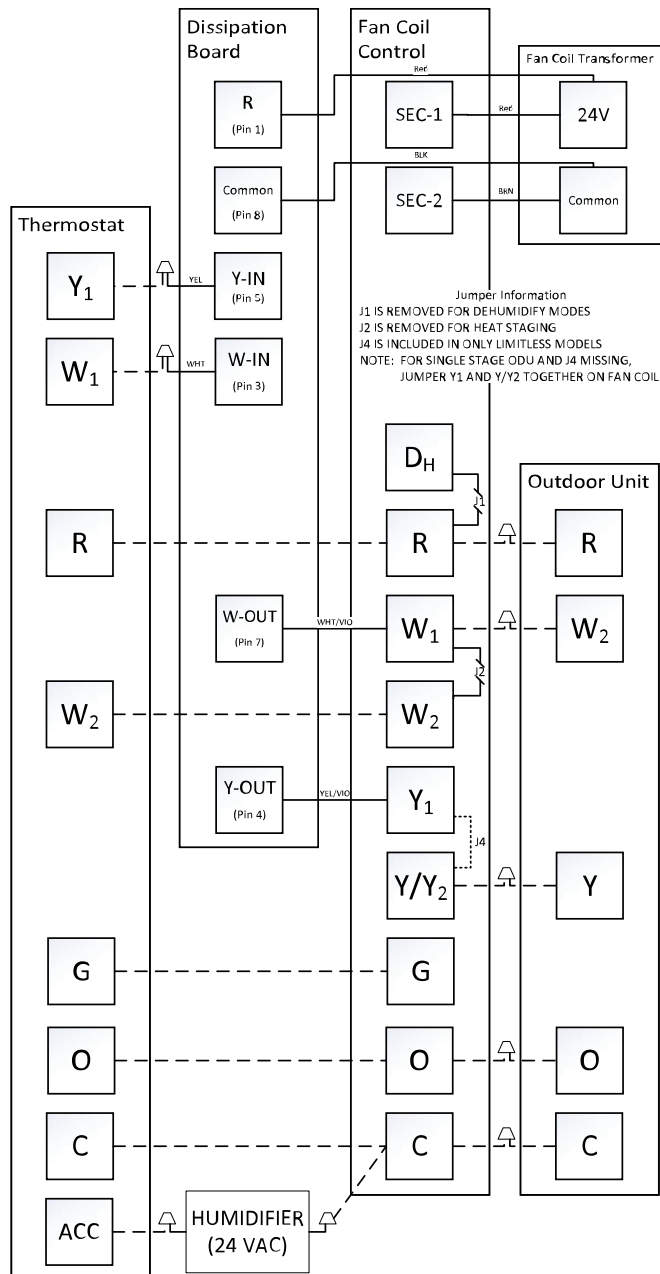 Dissipation
Board
Fan Coil
Control
Fan Coil Transformer
Red
R
(Pin 1)
SEC-1
Red
24V
BLK
Common
(Pin 8)
SEC-2
BRN
Common
Thermostat
Y1
YEL
Y-IN
(Pin 5)
Jumper Information
J1 IS REMOVED FOR DEHUMIDIFY MODES
J2 IS REMOVED FOR HEAT STAGING
J4 IS INCLUDED IN ONLY LIMITLESS MODELS
NOTE: FOR SINGLE STAGE ODU AND J4 MISSING,
JUMPER Y1 AND Y/Y2 TOGETHER ON FAN COIL
W1
WHT
W-IN
(Pin 3)
DH
Outdoor Unit
J1
R
R
R
W-OUT
(Pin 7)
WHT/VIO
W1
W2
J2
W2
W2
Y-OUT
(Pin 4)
YEL/VIO
Y1
J4
Y/Y2
Y
G
G
O
O
O
C
C
C
ACC
HUMIDIFIER
(24 VAC)